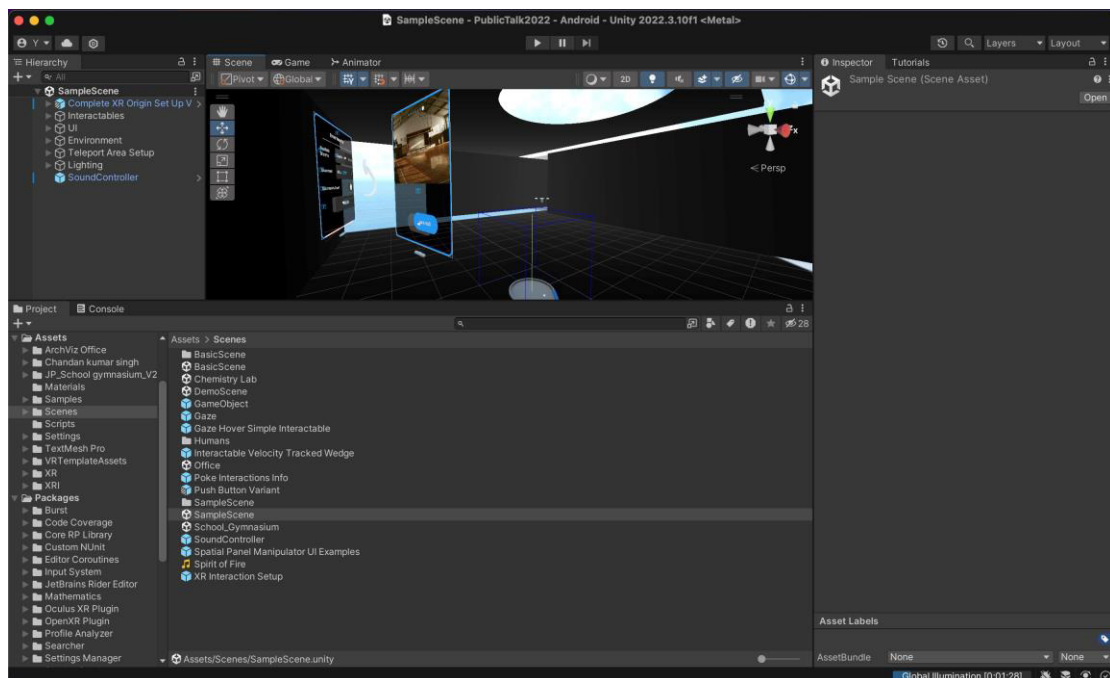 SampleScene - PublicTalk2022 - Android - Unity 2022.3.10f1 <Metal>
Y
Layers
Layout
Hierarchy
All
SampleScene
Complete XR Origin Set Up V
Interactables
UI
Environment
Teleport Area Setup
Lighting
SoundController
Scene
Game
Animator
Pivot
Global
2D
x
Persp
Inspector
Tutorials
Sample Scene (Scene Asset)
Open
Project
Console
28
Assets
ArchViz Office
Chandan kumar singh
JP_School gymnasium_V2
Materials
Samples
Scenes
Scripts
Settings
TextMesh Pro
VRTemplateAssets
XR
XRI
Packages
Burst
Code Coverage
Core RP Library
Custom NUnit
Editor Coroutines
Input System
JetBrains Rider Editor
Mathematics
Oculus XR Plugin
OpenXR Plugin
Profile Analyzer
Searcher
Settings Manager
Assets > Scenes
BasicScene
BasicScene
Chemistry Lab
DemoScene
GameObject
Gaze
Gaze Hover Simple Interactable
Humans
Interactable Velocity Tracked Wedge
Office
Poke Interactions Info
Push Button Variant
SampleScene
SampleScene
School_Gymnasium
SoundController
Spatial Panel Manipulator UI Examples
Spirit of Fire
XR Interaction Setup
Assets/Scenes/SampleScene.unity
Asset Labels
AssetBundle
None
None
Global Illumination [0:01:28]